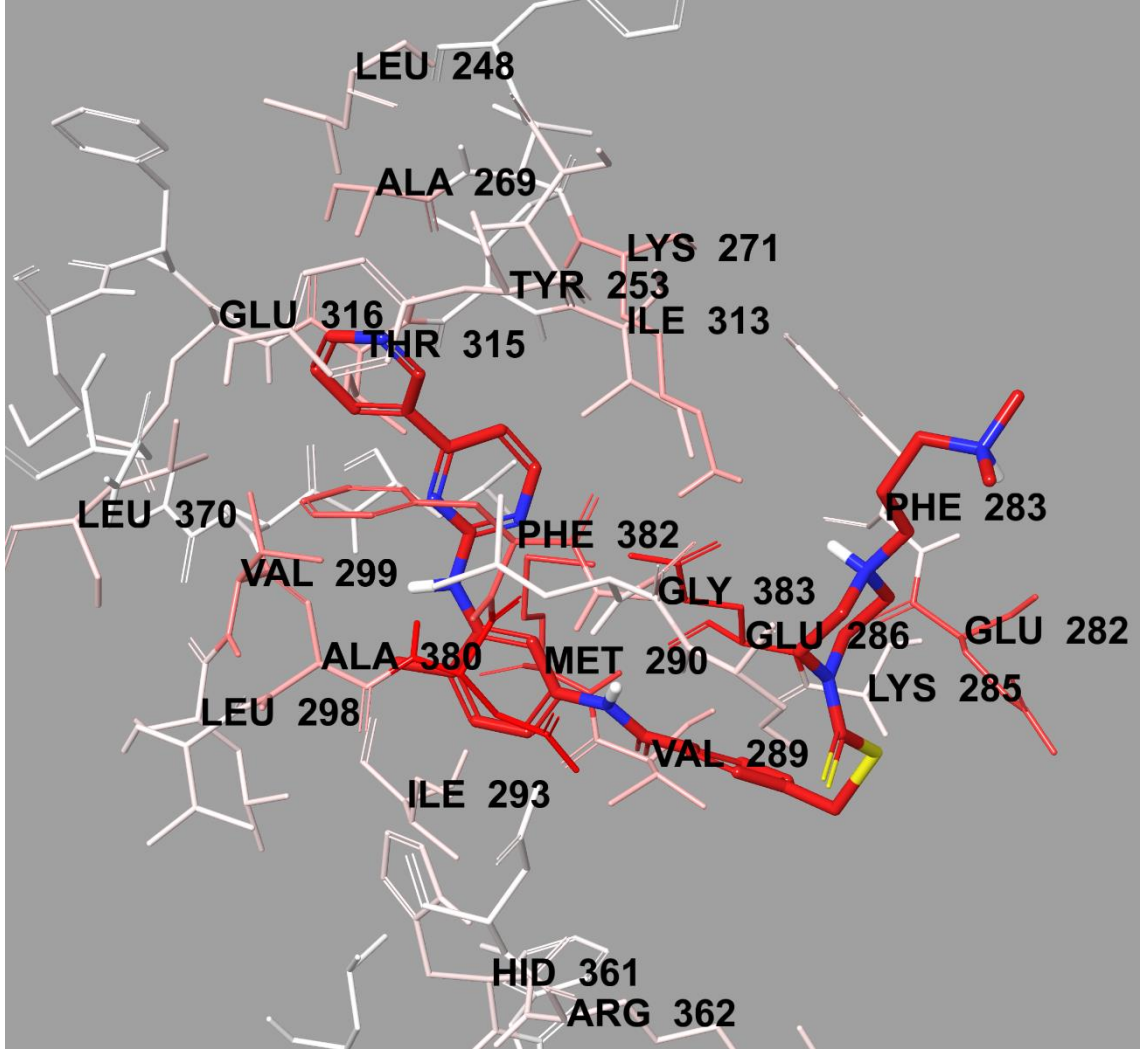 LEU 248
ALA 269
LYS 271
TYR 253
GLU 316
ILE 313
THR 315
PHE 283
LEU 370
PHE 382
VAL 299
GLY 383
GLU 286
GLU 282
ALA 380
MET 290
LYS 285
LEU 298
VAL 289
ILE 293
HID 361
ARG 362